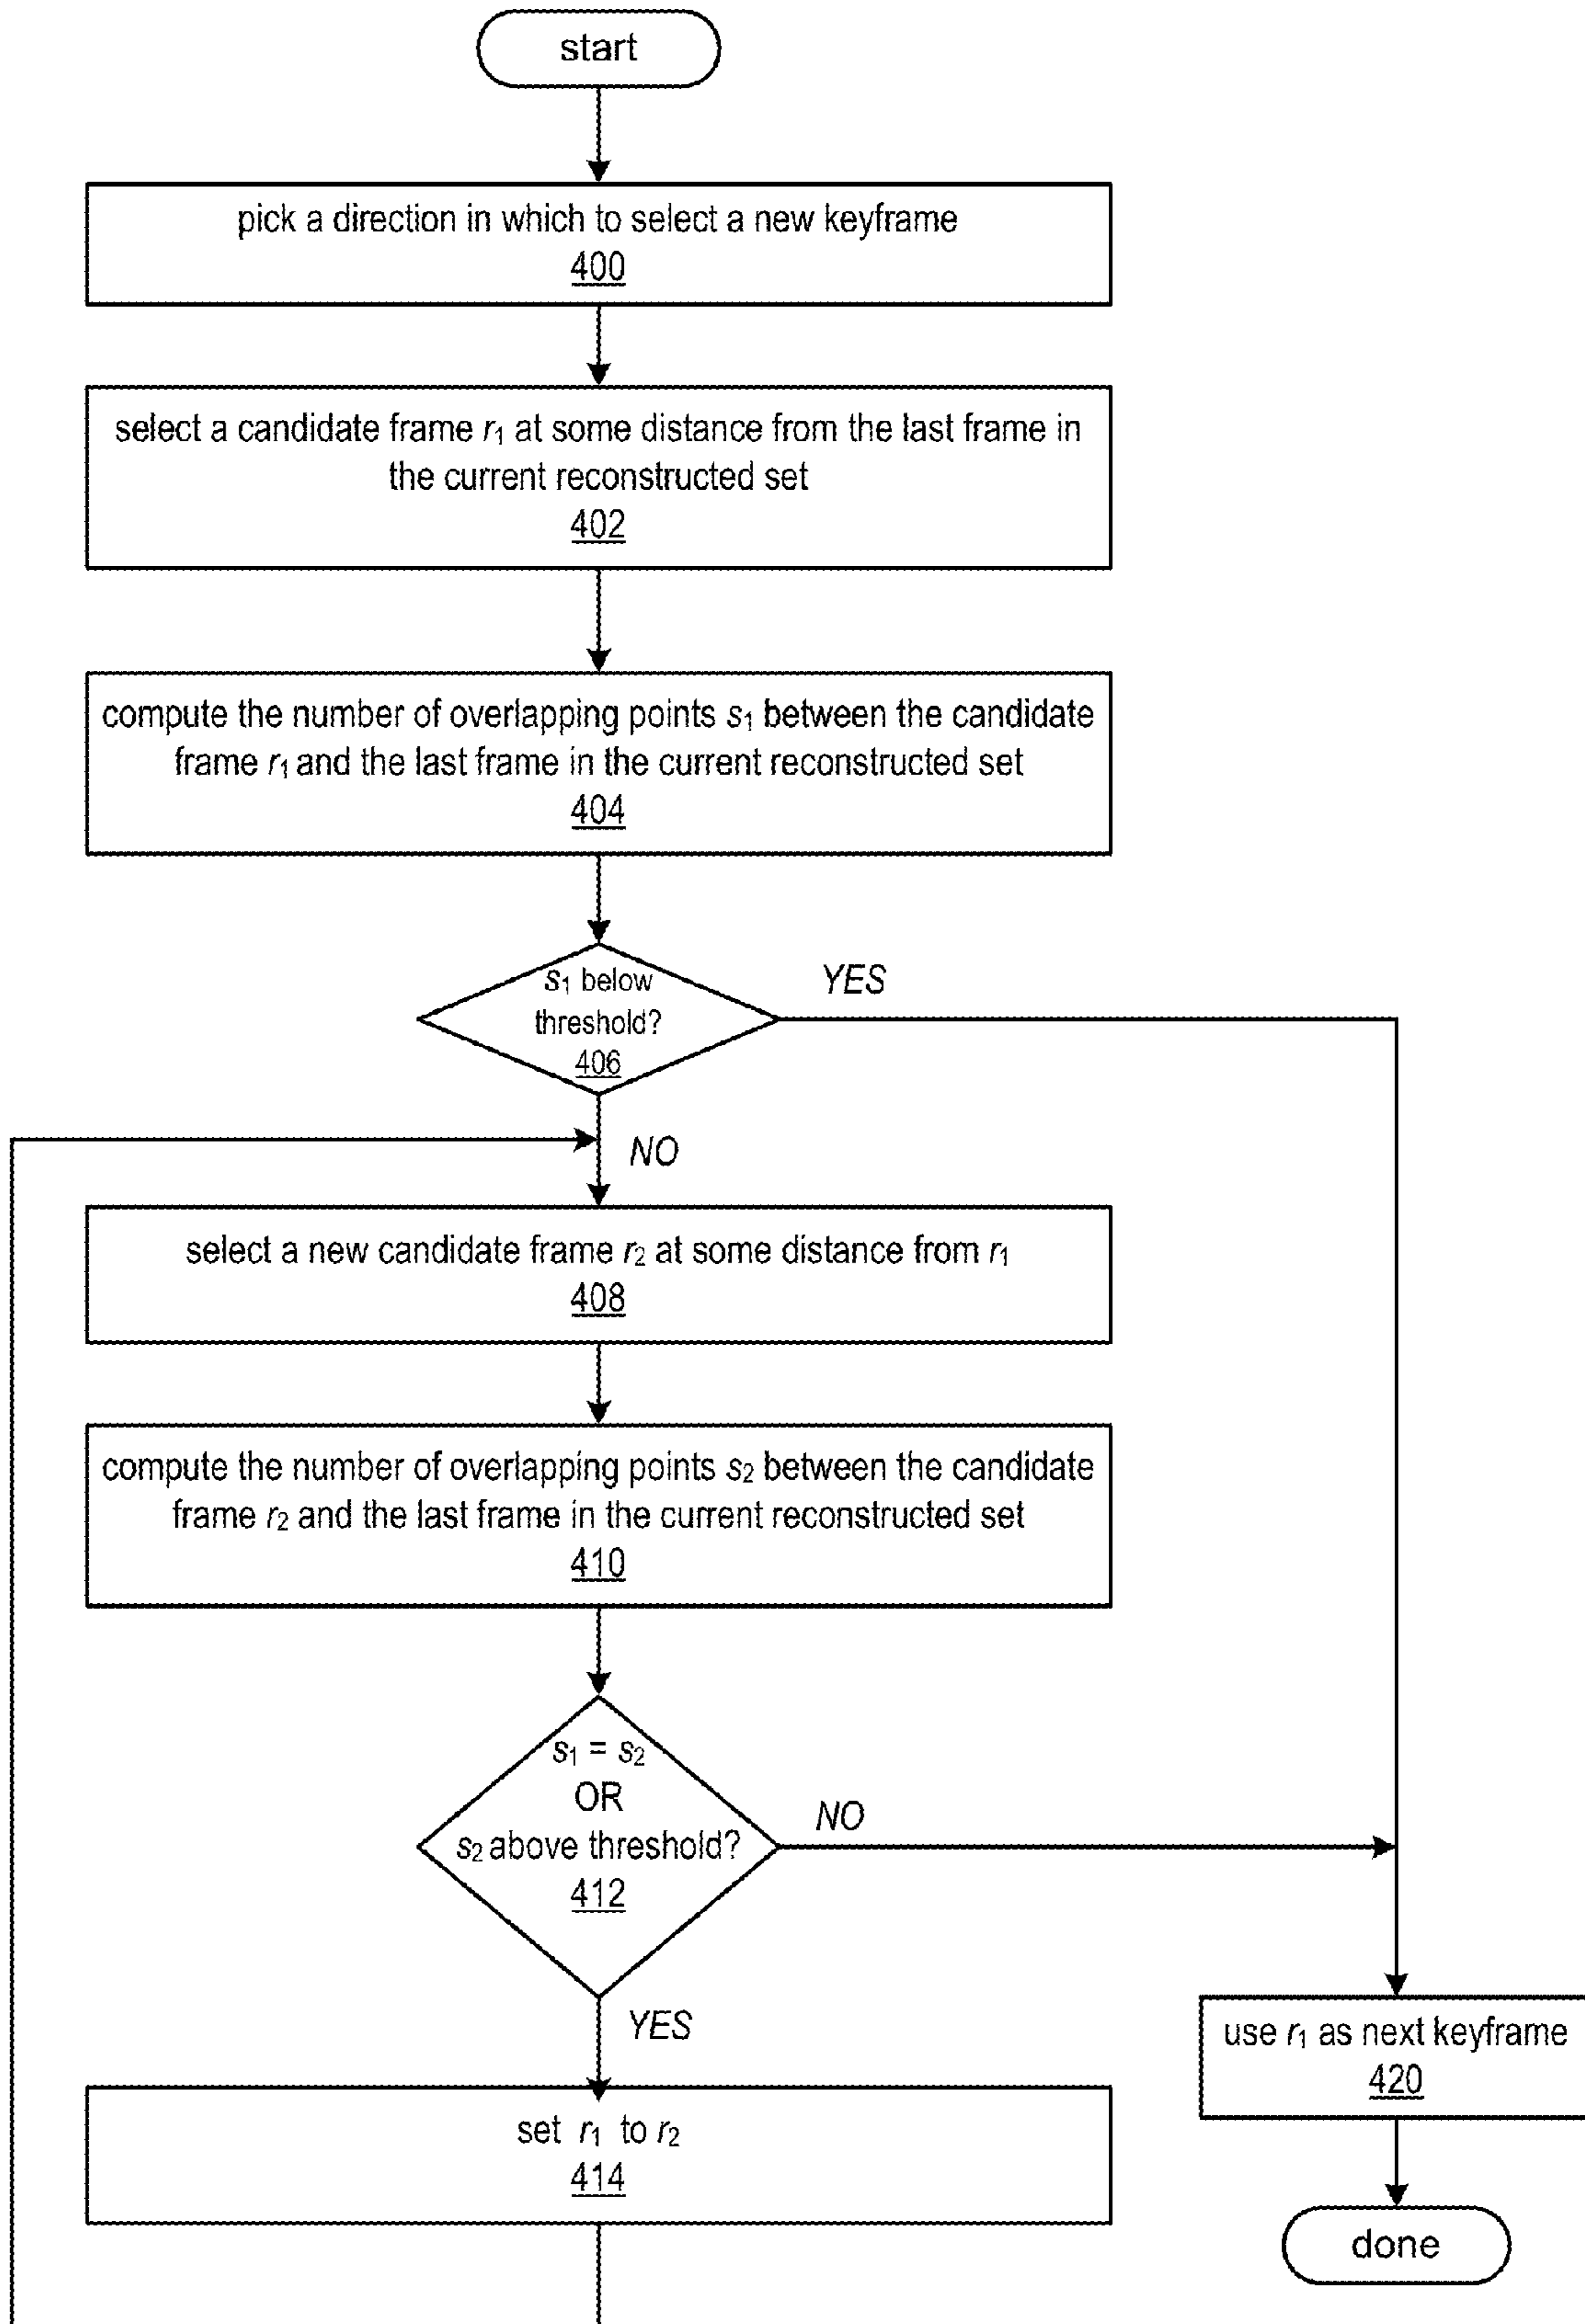 start
pick a direction in which to select a new keyframe
400
select a candidate frame r₁ at some distance from the last frame in
the current reconstructed set
402
compute the number of overlapping points s₁ between the candidate
frame r₁ and the last frame in the current reconstructed set
404
s₁ below
threshold?
406
YES
NO
select a new candidate frame r₂ at some distance from r₁
408
compute the number of overlapping points s₂ between the candidate
frame r₂ and the last frame in the current reconstructed set
410
s₁ = s₂
OR
s₂ above threshold?
412
NO
YES
set r₁ to r₂
414
use r₁ as next keyframe
420
done